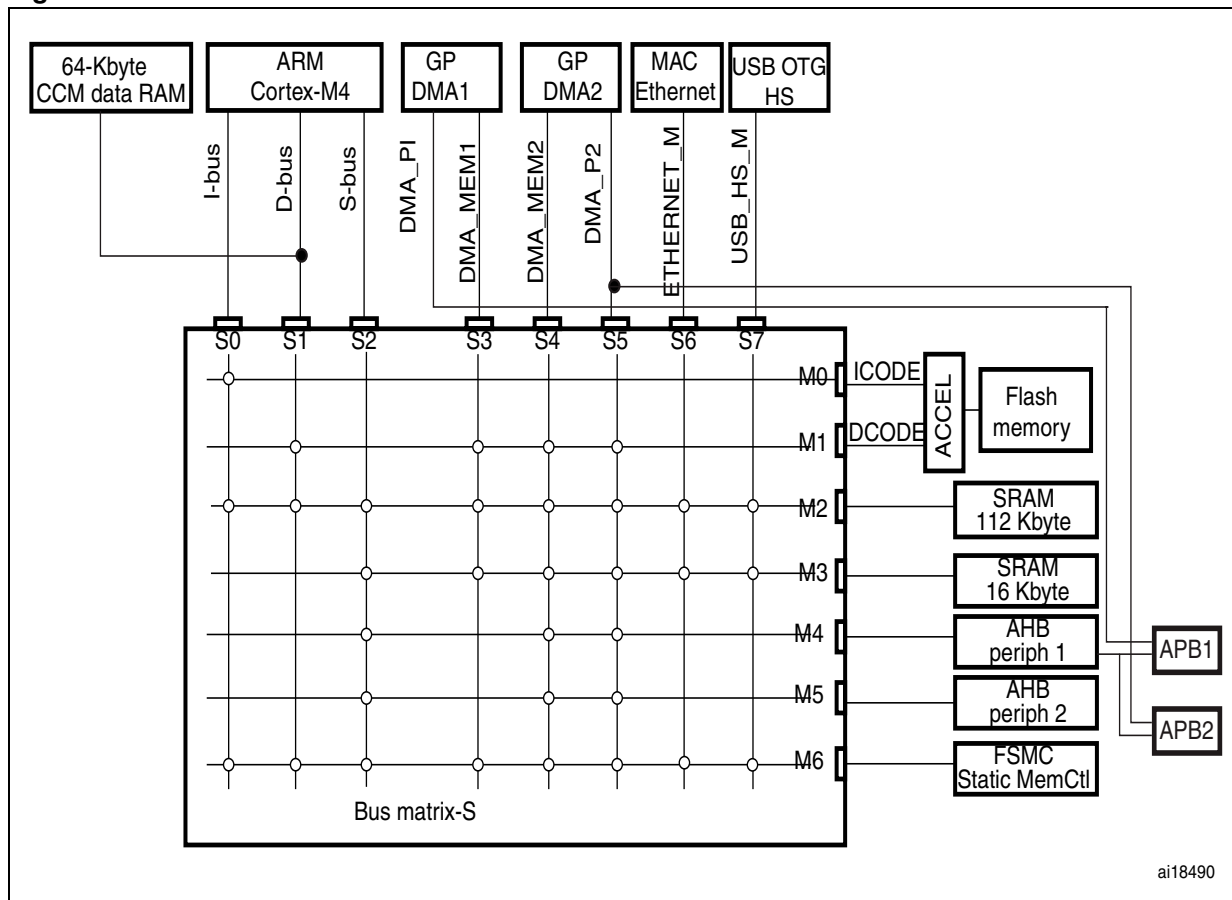 64-Kbyte
CCM data RAM
ARM
Cortex-M4
GP
DMA1
GP
DMA2
MAC
Ethernet
USB OTG
HS
I-bus
D-bus
S-bus
DMA_PI
DMA_MEM1
DMA_MEM2
DMA_P2
ETHERNET_M
USB_HS_M
S0
S1
S2
S3
S4
S5
S6
S7
M0
ICODE
M1
DCODE
ACCEL
Flash
memory
M2
SRAM
112 Kbyte
M3
SRAM
16 Kbyte
M4
AHB
periph 1
APB1
M5
AHB
periph 2
APB2
M6
FSMC
Static MemCtl
Bus matrix-S
ai18490